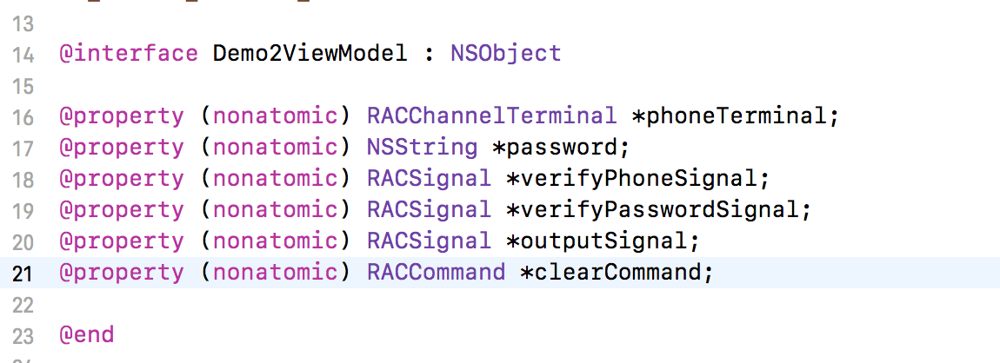 13
14 @interface Demo2ViewModel : NSObject
15
16 @property (nonatomic) RACChannelTerminal *phoneTerminal;
17 @property (nonatomic) NSString *password;
18 @property (nonatomic) RACSignal *verifyPhoneSignal;
19 @property (nonatomic) RACSignal *verifyPasswordSignal;
20 @property (nonatomic) RACSignal *outputSignal;
21 @property (nonatomic) RACCommand *clearCommand;
22
23 @end